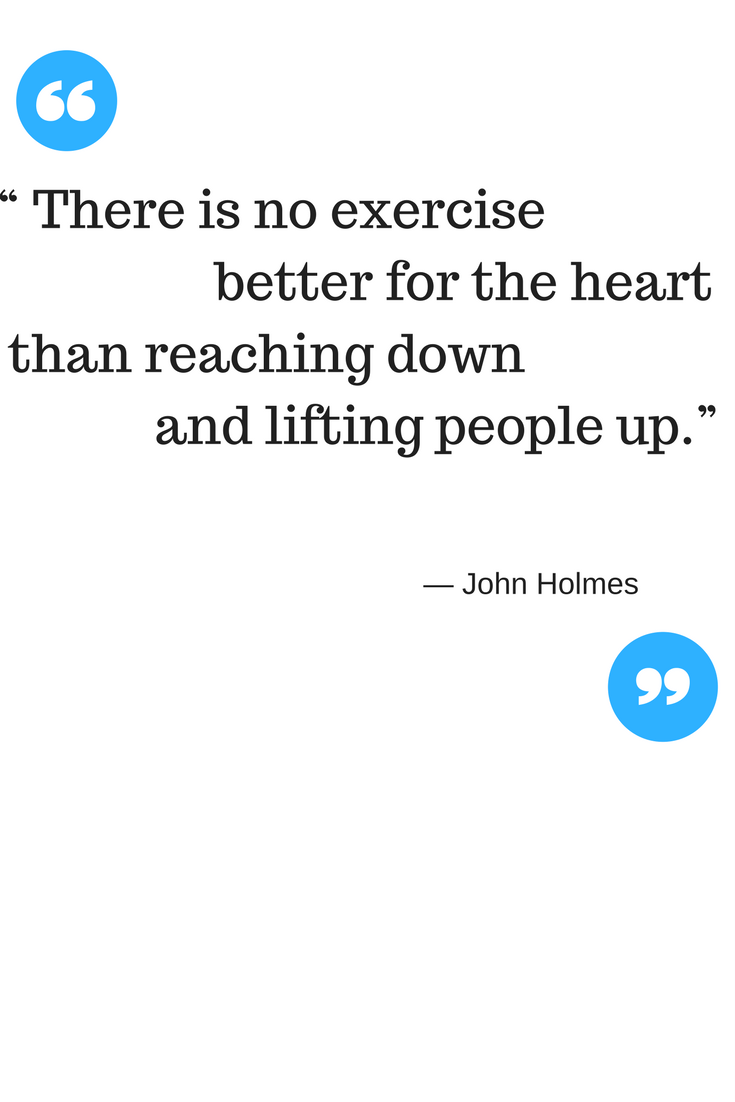 “ There is no exercise
better for the heart
than reaching down
and lifting people up.”
— John Holmes